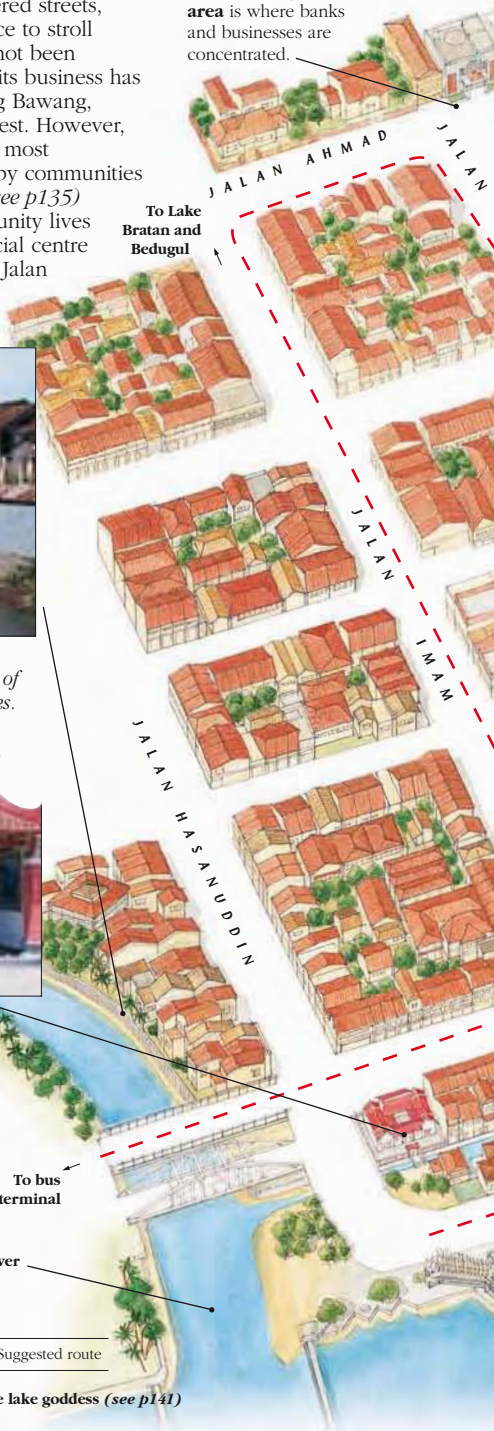 ered streets,
ce to stroll
not been
its business has
g Bawang,
est. However,
most
by communities
ee p135)
unity lives
cial centre
Jalan
area is where banks
and businesses are
concentrated.
JALAN AHMAD
JALAN
To Lake
Bratan and
Bedugul
JALAN
IMAM
of
es.
JALAN HASANUDDIN
To bus
terminal
ver
Suggested route
e lake goddess (see p141)